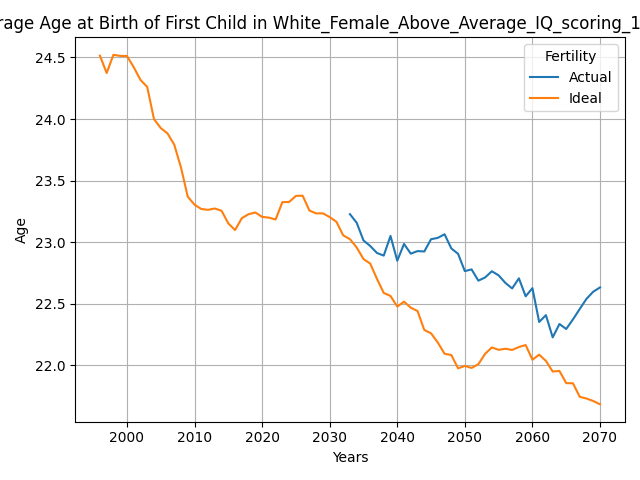 rage Age at Birth of First Child in White_Female_Above_Average_IQ_scoring_1
Fertility
Actual
Ideal
24.5
24.0
23.5
23.0
22.5
22.0
Age
2000 2010 2020 2030 2040 2050 2060 2070
Years